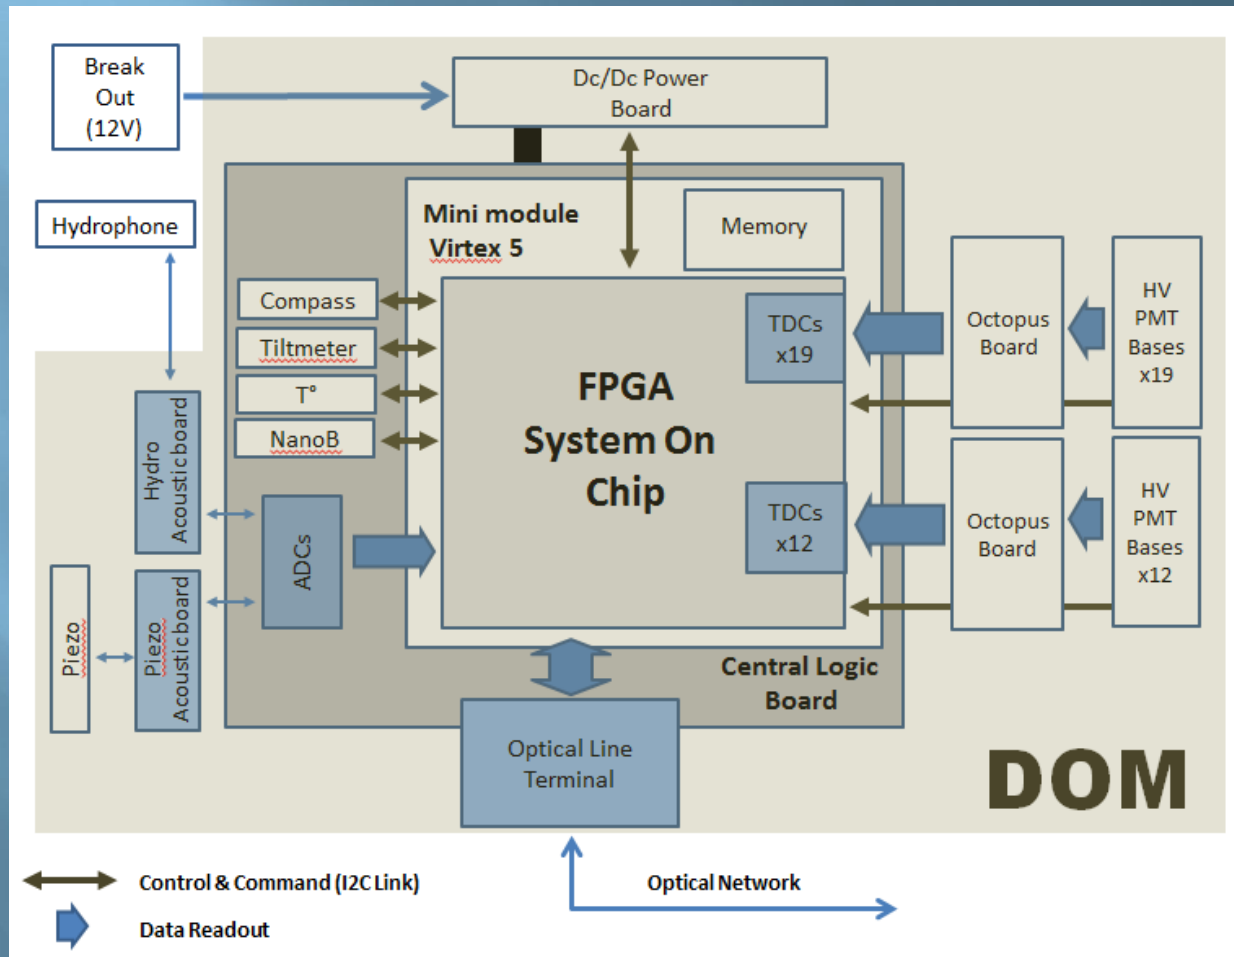 Break
Out
(12V)
Dc/Dc Power
Board
Hydrophone
Mini module
Virtex 5
Memory
Compass
Tiltmeter
T°
NanoB
FPGA
System On
Chip
TDCs
x19
TDCs
x12
Octopus
Board
HV
PMT
Bases
x19
Octopus
Board
HV
PMT
Bases
x12
Hydro
Acousticboard
ADCs
Piezo
Piezo
Acousticboard
Central Logic
Board
Optical Line
Terminal
DOM
Control & Command (I2C Link)
Optical Network
Data Readout